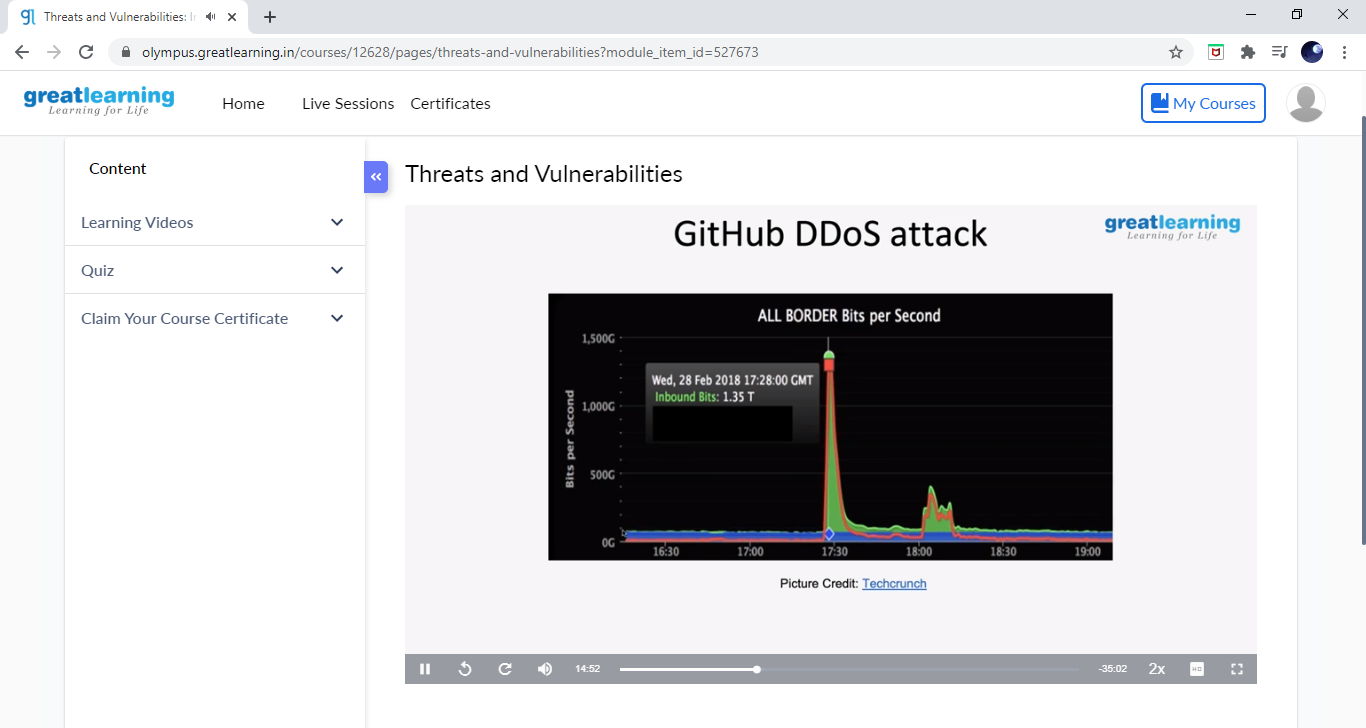 Threats and Vulnerabilities: I
olympus.greatlearning.in/courses/12628/pages/threats-and-vulnerabilities?module_item_id=527673
greatlearning
Learning for Life
Home
Live Sessions
Certificates
My Courses
Content
Learning Videos
Quiz
Claim Your Course Certificate
Threats and Vulnerabilities
GitHub DDoS attack
greatlearning
Learning for Life
ALL BORDER Bits per Second
Bits per Second
1,500G
1,000G
500G
0G
Wed, 28 Feb 2018 17:28:00 GMT
Inbound Bits: 1.35 T
16:30 17:00 17:30 18:00 18:30 19:00
Picture Credit: Techcrunch
14:52
-35:02
2x
HD